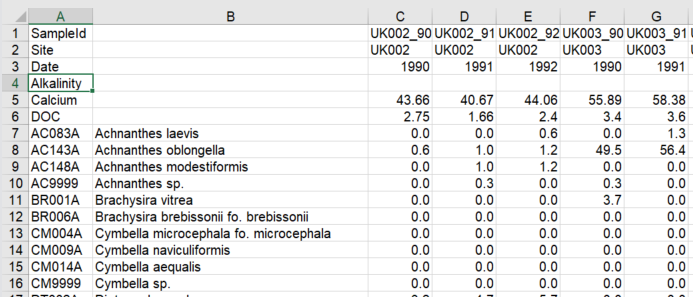 A B C D E F G
1 SampleId UK002_90 UK002_91 UK002_92 UK003_90 UK003_91
2 Site UK002 UK002 UK002 UK003 UK003
3 Date 1990 1991 1992 1990 1991
4 Alkalinity
5 Calcium 43.66 40.67 44.06 55.89 58.38
6 DOC 2.75 1.66 2.4 3.4 3.6
7 AC083A Achnanthes laevis 0.0 0.0 0.6 0.0 1.3
8 AC143A Achnanthes oblongella 0.6 1.0 1.2 49.5 56.4
9 AC148A Achnanthes modestiformis 0.0 1.0 1.2 0.0 0.0
10 AC9999 Achnanthes sp. 0.0 0.3 0.0 0.3 0.0
11 BR001A Brachysira vitrea 0.0 0.0 0.0 3.7 0.0
12 BR006A Brachysira brebissonii fo. brebissonii 0.0 0.0 0.0 0.0 0.0
13 CM004A Cymbella microcephala fo. microcephala 0.0 0.0 0.0 0.0 0.0
14 CM009A Cymbella naviculiformis 0.0 0.0 0.0 0.0 0.0
15 CM014A Cymbella aequalis 0.0 0.0 0.0 0.0 0.0
16 CM9999 Cymbella sp. 0.0 0.0 0.0 0.0 0.0